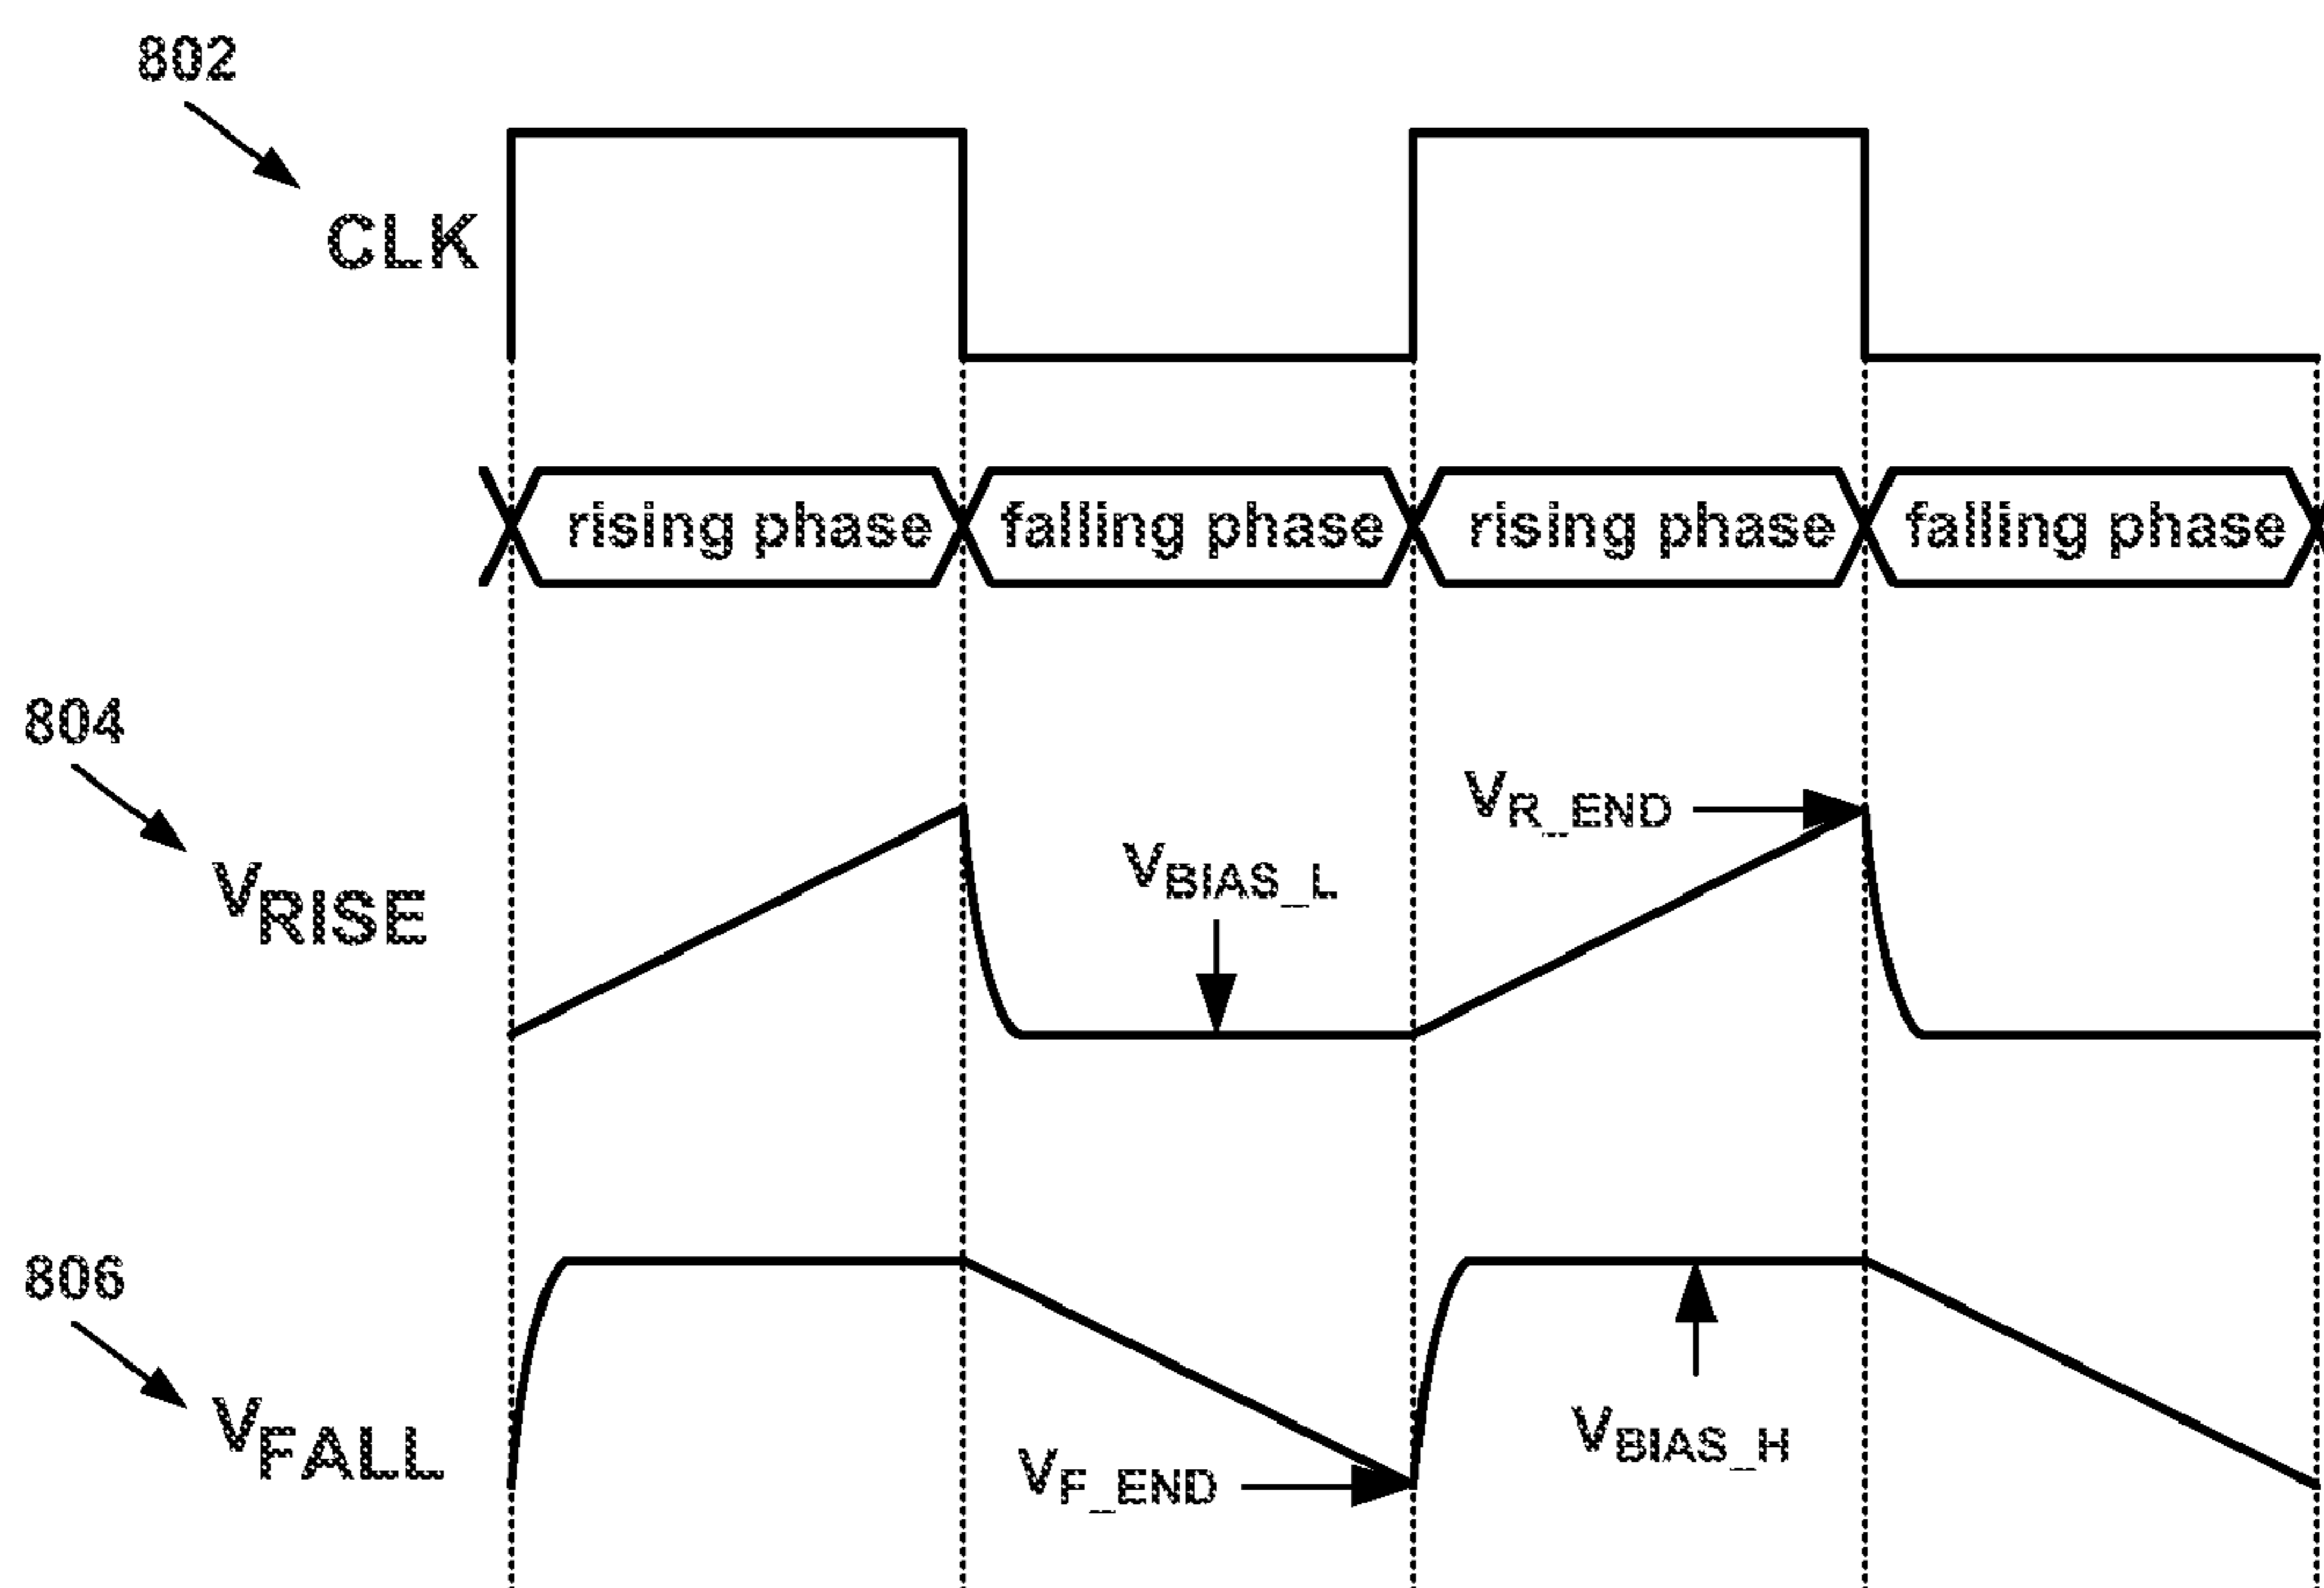 802
CLK
rising phase falling phase rising phase falling phase
804
VR_END
VBIAS_L
VRISE
806
VFALL
VF_END
VBIAS_H